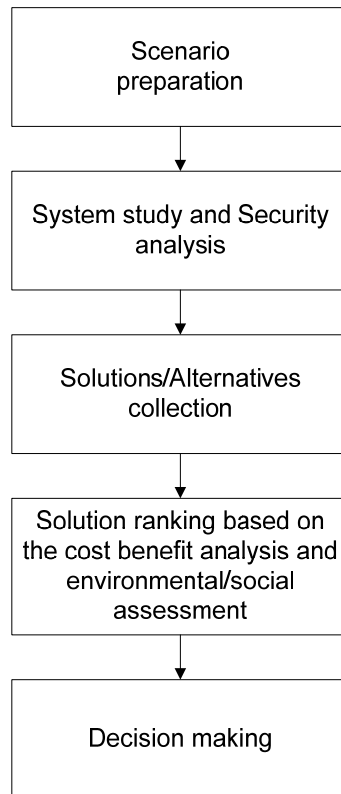 Scenario
preparation
System study and Security
analysis
Solutions/Alternatives
collection
Solution ranking based on
the cost benefit analysis and
environmental/social
assessment
Decision making